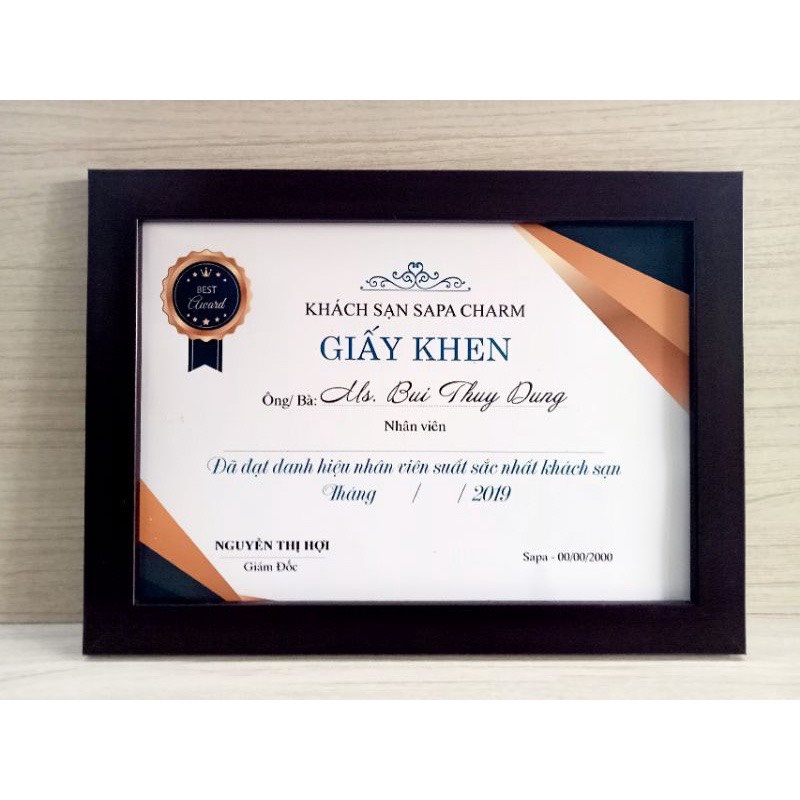 BEST
Award
KHÁCH SẠN SAPA CHARM
GIẤY KHEN
Ông/ Bà: Ms. Bui Thuy Dung
Nhân viên
Đã đạt danh hiệu nhân viên suất sắc nhất khách sạn
Tháng / / 2019
NGUYỄN THỊ HỢI
Giám Đốc
Sapa - 00/00/2000